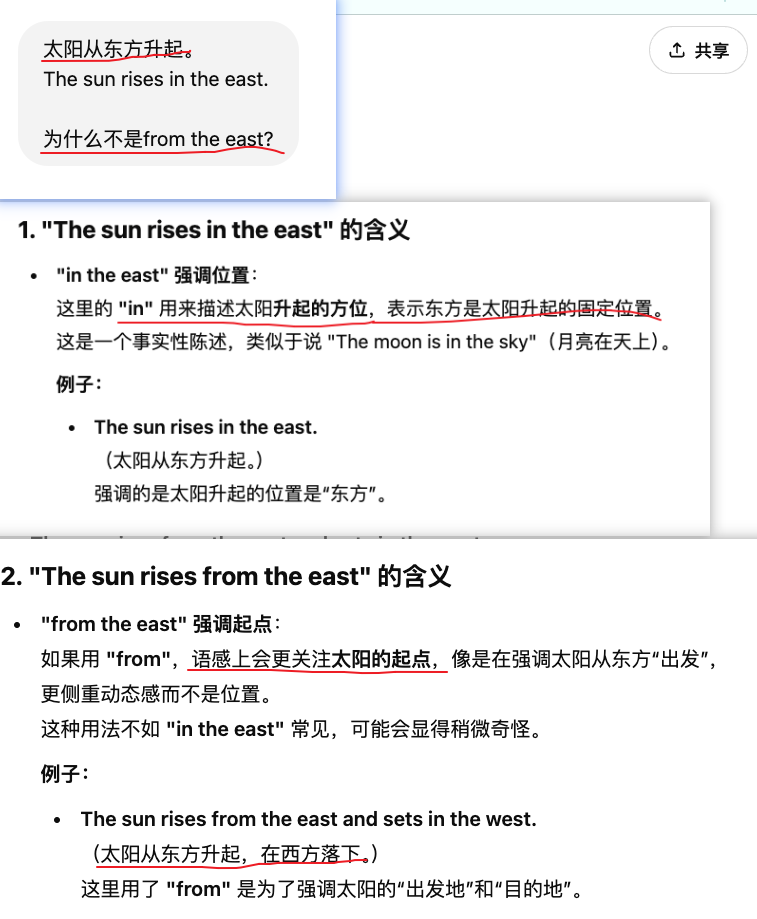 太阳从东方升起。
The sun rises in the east.
为什么不是from the east?
共享
1. "The sun rises in the east" 的含义
• "in the east" 强调位置：
这里的 "in" 用来描述太阳升起的方位，表示东方是太阳升起的固定位置。
这是一个事实性陈述，类似于说 "The moon is in the sky"（月亮在天上）。
例子：
• The sun rises in the east.
（太阳从东方升起。）
强调的是太阳升起的位置是“东方”。
2. "The sun rises from the east" 的含义
• "from the east" 强调起点：
如果用 "from"，语感上会更关注太阳的起点，像是在强调太阳从东方“出发”，
更侧重动态感而不是位置。
这种用法不如 "in the east" 常见，可能会显得稍微奇怪。
例子：
• The sun rises from the east and sets in the west.
（太阳从东方升起，在西方落下。）
这里用了 "from" 是为了强调太阳的“出发地”和“目的地”。